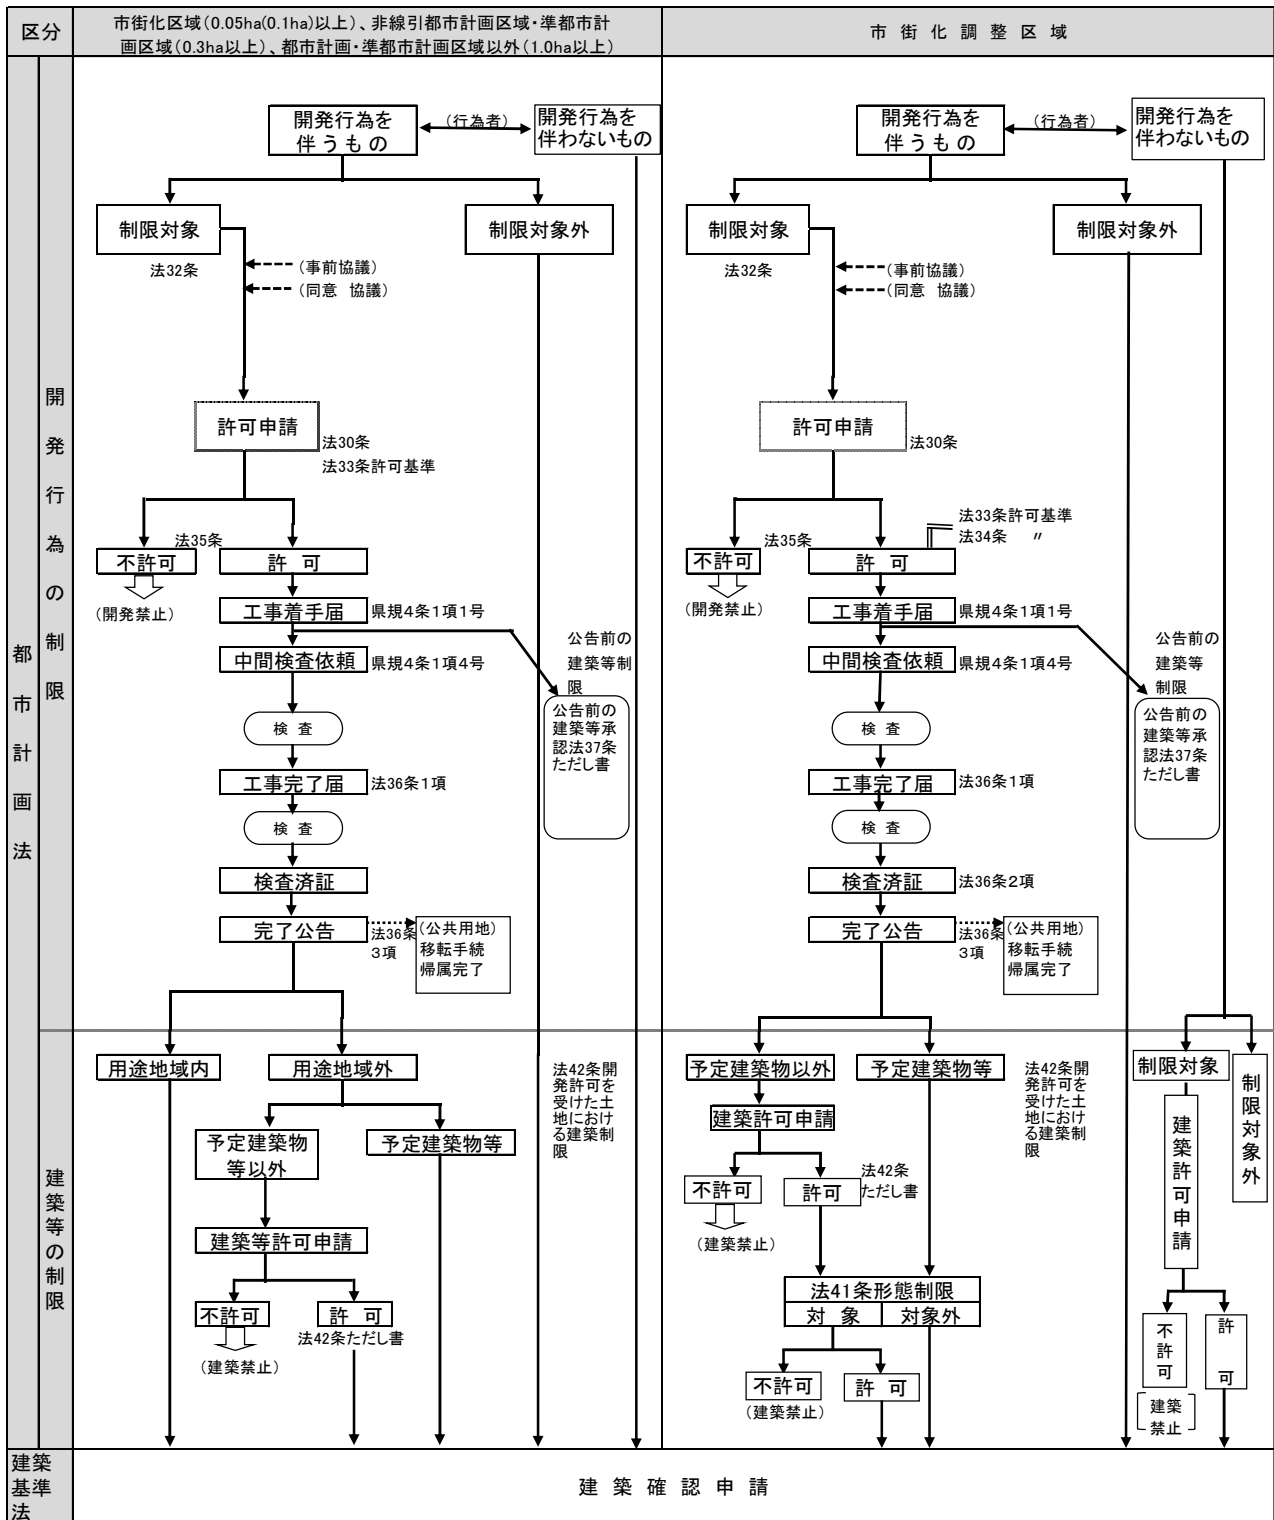 区分
市街化区域（0.05ha(0.1ha)以上）、非線引都市計画区域・準都市計
画区域（0.3ha以上）、都市計画・準都市計画区域以外（1.0ha以上）
市街化調整区域
都市計画法
開発行為の制限
開発行為を
伴うもの
（行為者）
開発行為を
伴わないもの
制限対象
制限対象外
法32条
（事前協議）
（同意 協議）
許可申請
法30条
法33条許可基準
法35条
不許可
許 可
（開発禁止）
工事着手届
県規4条1項1号
中間検査依頼
県規4条1項4号
公告前の
建築等制
限
公告前の
建築等承
認法37条
ただし書
検 査
工事完了届
法36条1項
検 査
検査済証
完了公告
法36条
3項
（公共用地）
移転手続
帰属完了
開発行為を
伴うもの
（行為者）
開発行為を
伴わないもの
制限対象
制限対象外
法32条
（事前協議）
（同意 協議）
許可申請
法30条
法33条許可基準
法34条 〃
法35条
不許可
許 可
（開発禁止）
工事着手届
県規4条1項1号
中間検査依頼
県規4条1項4号
公告前の
建築等
制限
公告前の
建築等承
認法37条
ただし書
検 査
工事完了届
法36条1項
検 査
検査済証
法36条2項
完了公告
法36条
3項
（公共用地）
移転手続
帰属完了
建築等の制限
用途地域内
用途地域外
予定建築物
等以外
予定建築物等
建築等許可申請
不許可
許 可
法42条ただし書
（建築禁止）
法42条開
発許可を
受けた土
地におけ
る建築制
限
予定建築物以外
予定建築物等
建築許可申請
不許可
許可
法42条
ただし書
（建築禁止）
法41条形態制限
対 象
対象外
不許可
許 可
（建築禁止）
法42条開
発許可を
受けた土
地におけ
る建築制
限
制限対象
制限対象外
建築許可申請
不許可
許可
建築
禁止
建築
基準
法
建築確認申請